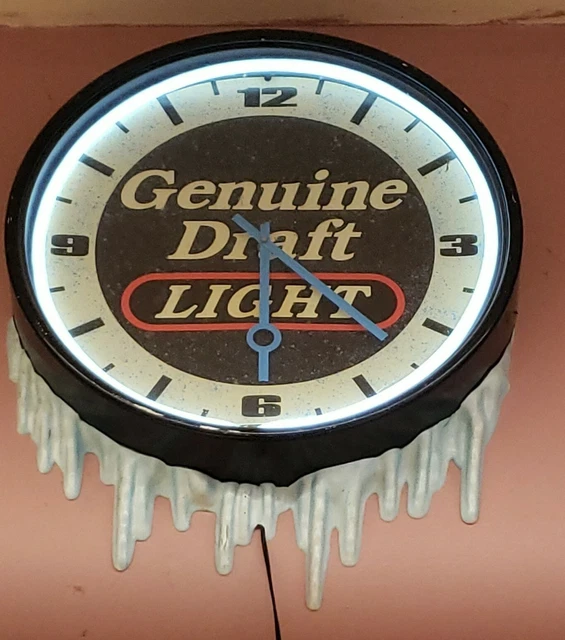 12
Genuine
Draft
9 3
LIGHT
6